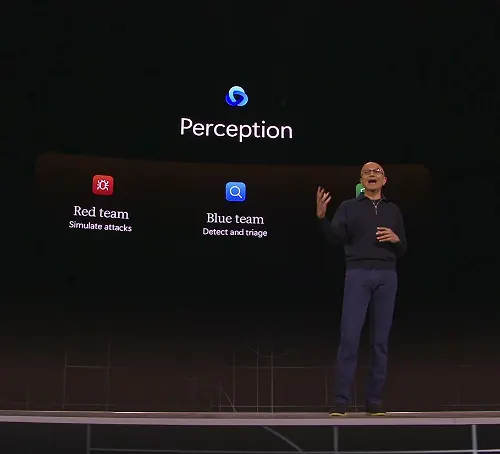 Perception
Red team
Simulate attacks
Blue team
Detect and triage